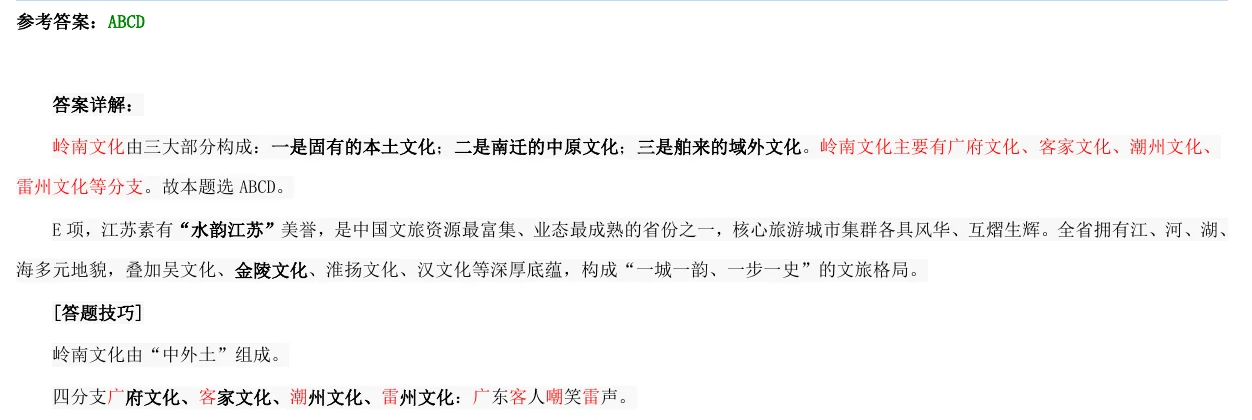 参考答案：ABCD
答案详解：
岭南文化由三大部分构成：一是固有的本土文化；二是南迁的中原文化；三是舶来的域外文化。岭南文化主要有广府文化、客家文化、潮州文化、
雷州文化等分支。故本题选 ABCD。
E 项，江苏素有“水韵江苏”美誉，是中国文旅资源最富集、业态最成熟的省份之一，核心旅游城市集群各具风华、互熠生辉。全省拥有江、河、湖、
海多元地貌，叠加吴文化、金陵文化、淮扬文化、汉文化等深厚底蕴，构成“一城一韵、一步一史”的文旅格局。
[答题技巧]
岭南文化由“中外土”组成。
四分支广府文化、客家文化、潮州文化、雷州文化：广东客人嘲笑雷声。